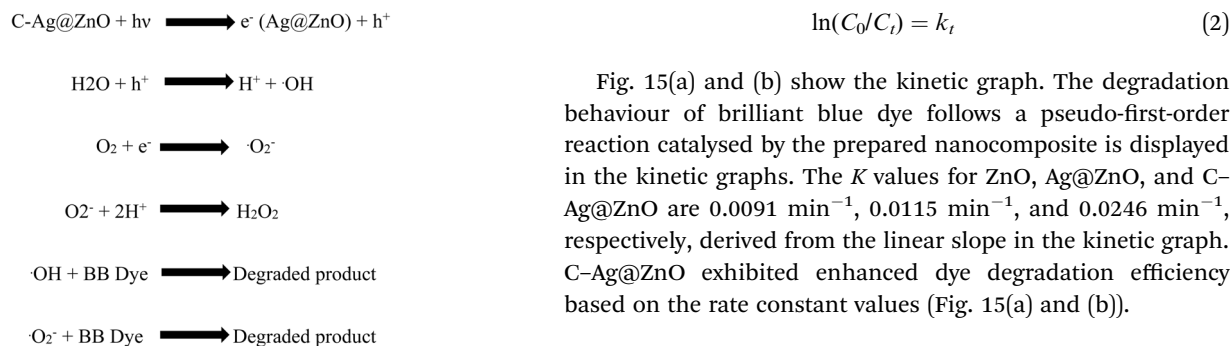 C-Ag@ZnO + hν → e⁻ (Ag@ZnO) + h⁺
H2O + h⁺ → H⁺ + ·OH
O₂ + e⁻ → ·O₂⁻
O2⁻ + 2H⁺ → H₂O₂
·OH + BB Dye → Degraded product
·O₂⁻ + BB Dye → Degraded product
ln(C₀/Cₜ) = kₜ (2)
Fig. 15(a) and (b) show the kinetic graph. The degradation
behaviour of brilliant blue dye follows a pseudo-first-order
reaction catalysed by the prepared nanocomposite is displayed
in the kinetic graphs. The K values for ZnO, Ag@ZnO, and C–
Ag@ZnO are 0.0091 min⁻¹, 0.0115 min⁻¹, and 0.0246 min⁻¹,
respectively, derived from the linear slope in the kinetic graph.
C–Ag@ZnO exhibited enhanced dye degradation efficiency
based on the rate constant values (Fig. 15(a) and (b)).